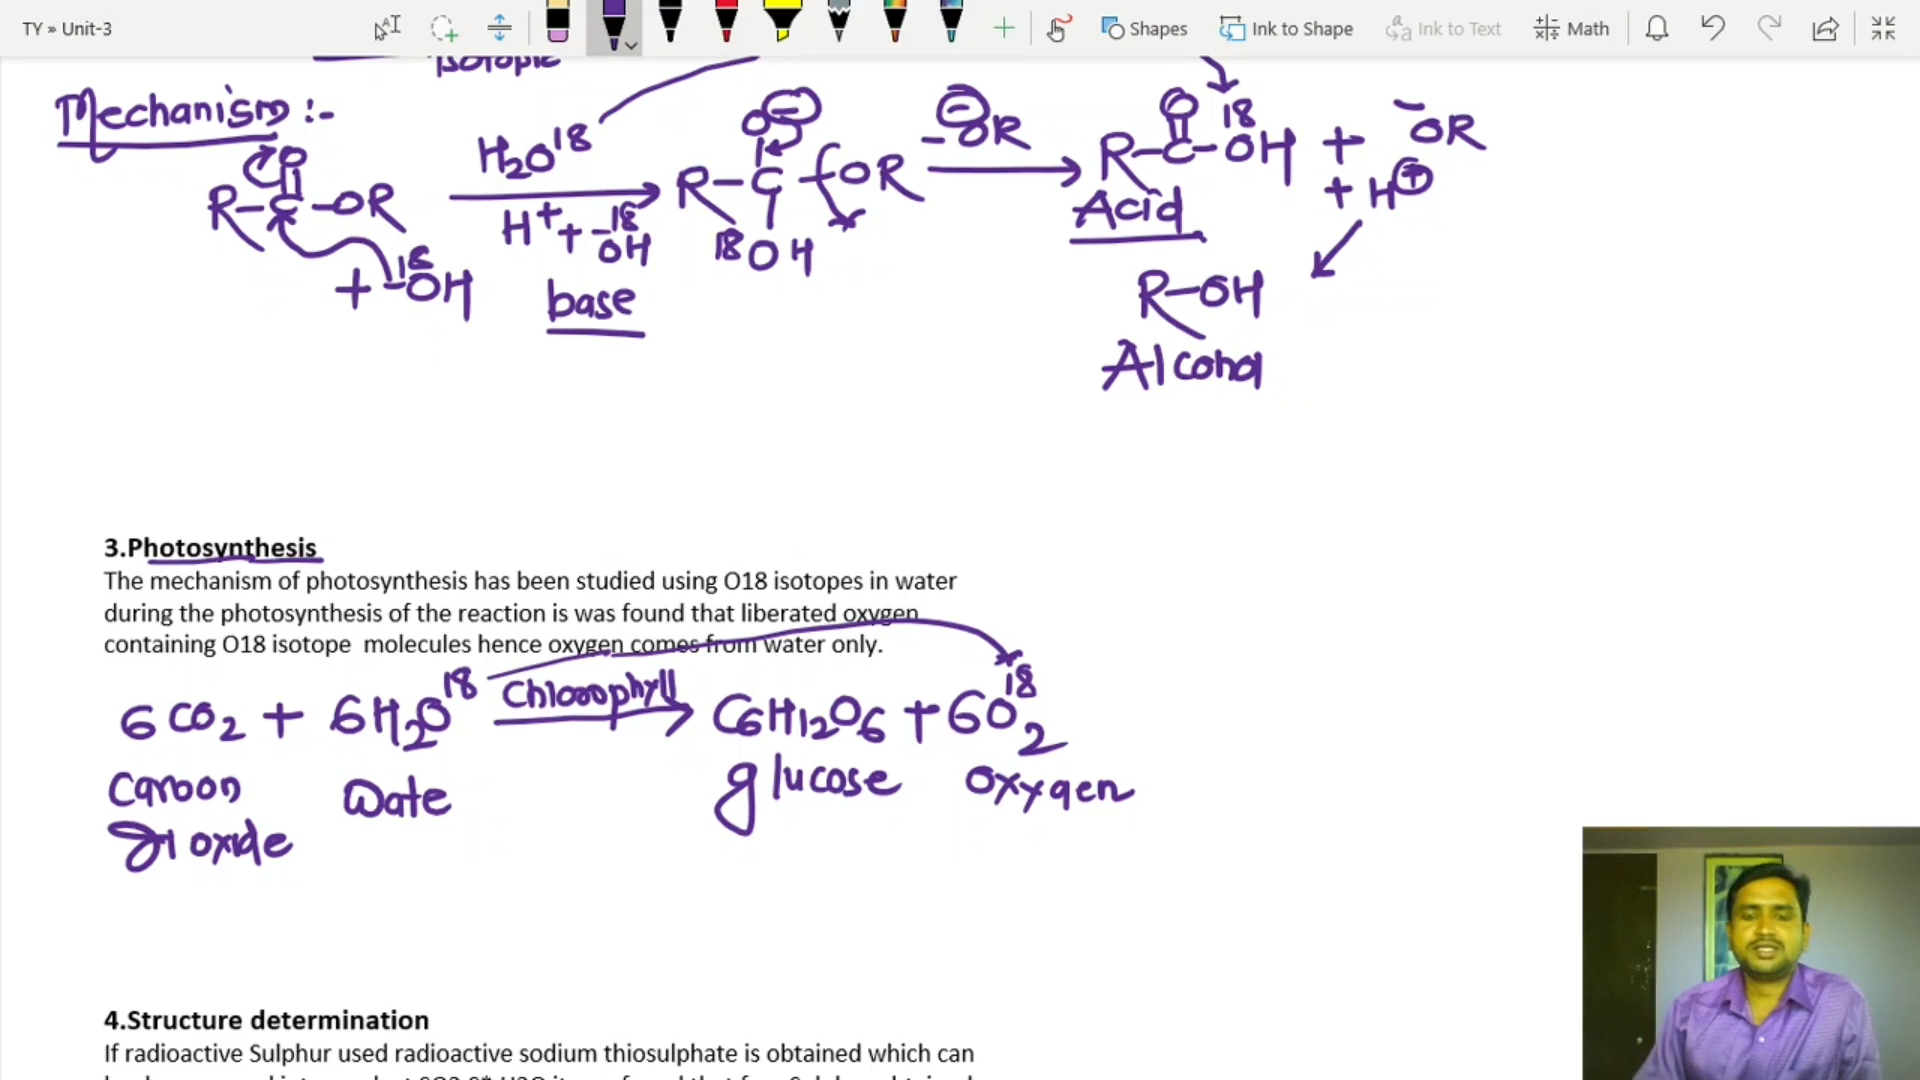 TY » Unit-3
Shapes
Ink to Shape
Ink to Text
Math
Mechanism :-
R-C-OR
O
+ -18OH
H2O18
H+ + -18OH
base
O-
R-C-OR
18OH
-OR
O 18
R-C-OH + -OR
+ H+
Acid
R-OH
Alcohol
3.Photosynthesis
The mechanism of photosynthesis has been studied using O18 isotopes in water
during the photosynthesis of the reaction is was found that liberated oxygen
containing O18 isotope  molecules hence oxygen comes from water only.
6CO2 + 6H2O18 Chlorophyll C6H12O6 + 6O218
Carbon Wate glucose oxygen
dioxide
4.Structure determination
If radioactive Sulphur used radioactive sodium thiosulphate is obtained which can